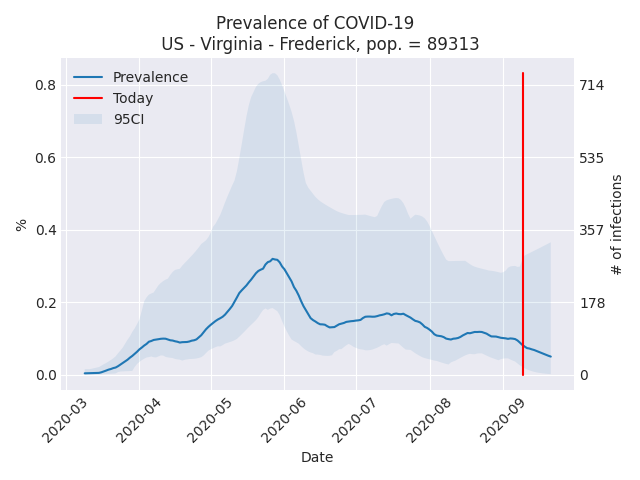 Prevalence of COVID-19
US - Virginia - Frederick, pop. = 89313
Prevalence
Today
95CI
0.8
0.6
0.4
0.2
0.0
%
714
535
357
178
0
# of infections
2020-03
2020-04
2020-05
2020-06
2020-07
2020-08
2020-09
Date